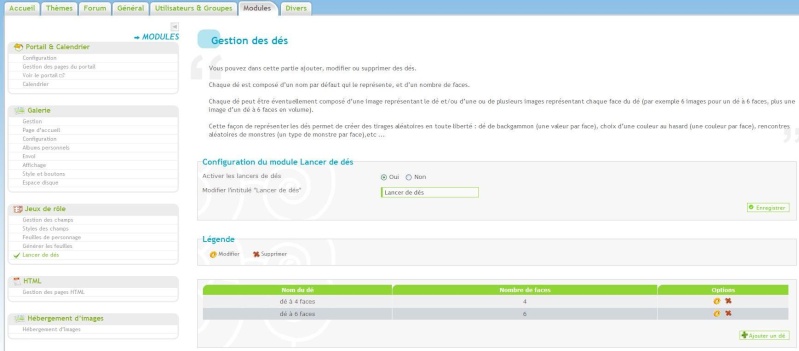 Accueil Thèmes Forum Général Utilisateurs & Groupes Modules Divers
MODULES
Portail & Calendrier
Configuration
Gestion des pages du portail
Voir le portail
Calendrier
Galerie
Gestion
Page d'accueil
Configuration
Albums personnels
Envoi
Affichage
Style et boutons
Espace disque
Jeux de rôle
Gestion des champs
Styles des champs
Feuilles de personnage
Générer les feuilles
Lancer de dés
HTML
Gestion des pages HTML
Hébergement d'images
Hébergement d'images
Gestion des dés
Vous pouvez dans cette partie ajouter, modifier ou supprimer des dés.
Chaque dé est composé d'un nom par défaut qui le représente, et d'un nombre de faces.
Chaque dé peut être éventuellement composé d'une image représentant le dé et/ou d'une ou de plusieurs images représentant chaque face du dé (par exemple 6 images pour un dé à 6 faces, plus une
image d'un dé à 6 faces en volume).
Cette façon de représenter les dés permet de créer des tirages aléatoires en toute liberté : dé de backgammon (une valeur par face), choix d'une couleur au hasard (une couleur par face), rencontres
aléatoires de monstres (un type de monstre par face),etc ...
Configuration du module Lancer de dés
Activer les lancers de dés Oui Non
Modifier l'intitulé "Lancer de dés" Lancer de dés
Enregistrer
Légende
Modifier Supprimer
Nom du dé Nombre de faces Options
dé à 4 faces 4
dé à 6 faces 6
Ajouter un dé